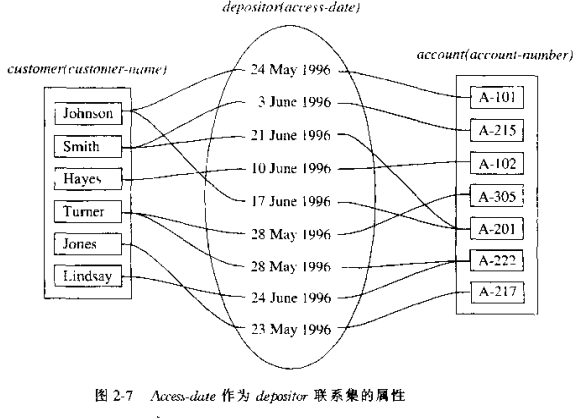 depositor(access-date)
customer(customer-name)
account(account-number)
Johnson
Smith
Hayes
Turner
Jones
Lindsay
24 May 1996
3 June 1996
21 June 1996
10 June 1996
17 June 1996
28 May 1996
28 May 1996
24 June 1996
23 May 1996
A-101
A-215
A-102
A-305
A-201
A-222
A-217
图 2-7 Access-date 作为 depositor 联系集的属性